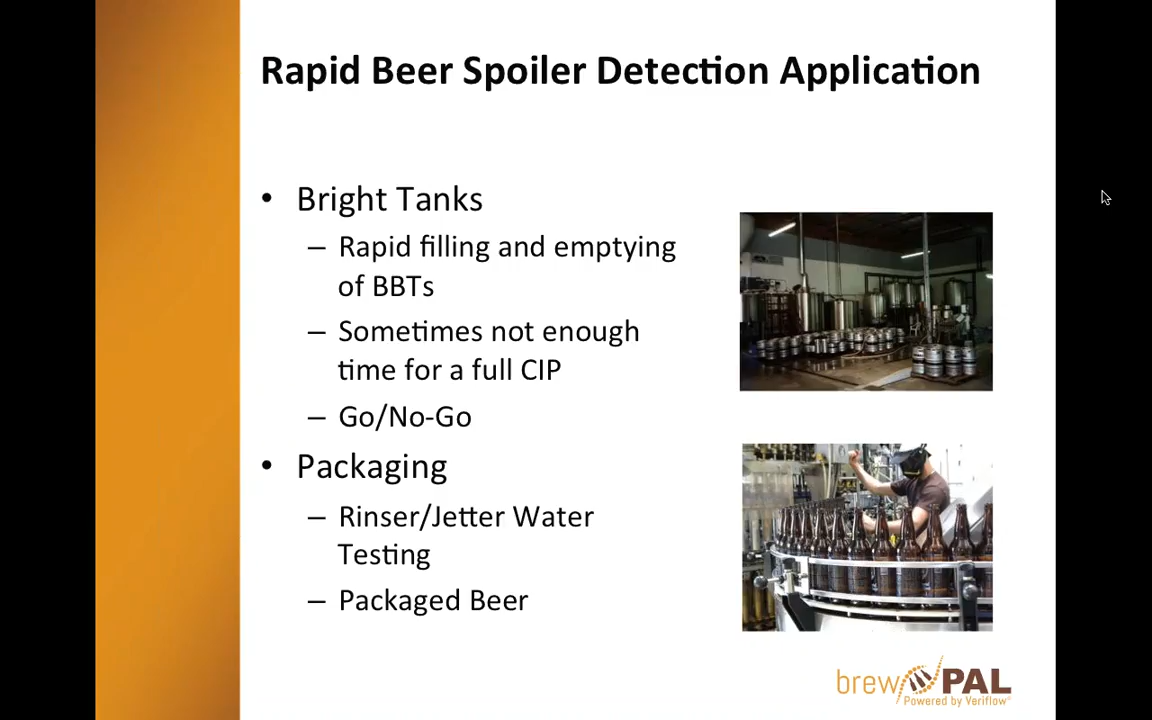 Rapid Beer Spoiler Detection Application
• Bright Tanks
– Rapid filling and emptying
of BBTs
– Sometimes not enough
time for a full CIP
– Go/No-Go
• Packaging
– Rinser/Jetter Water
Testing
– Packaged Beer
brewPAL
Powered by Veriflow®